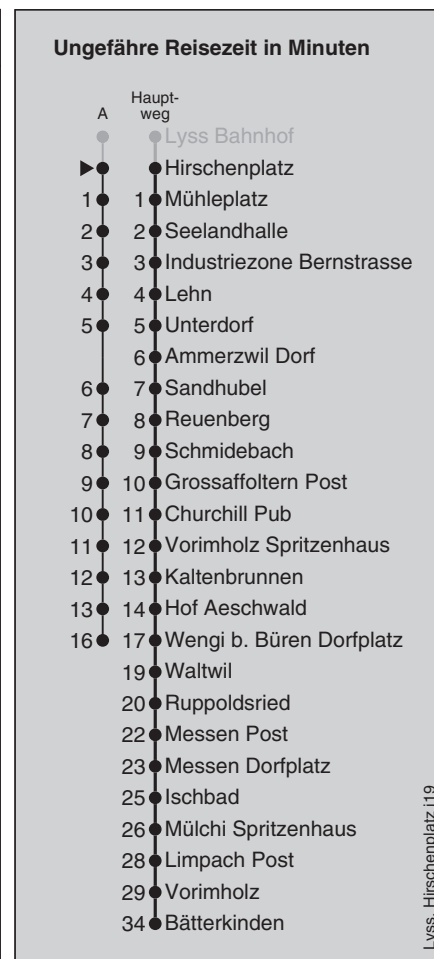 Ungefähre Reisezeit in Minuten
Haupt-
A weg
Lyss Bahnhof
Hirschenplatz
1 1 Mühleplatz
2 2 Seelandhalle
3 3 Industriezone Bernstrasse
4 4 Lehn
5 5 Unterdorf
6 Ammerzwil Dorf
6 7 Sandhubel
7 8 Reuenberg
8 9 Schmidebach
9 10 Grossaffoltern Post
10 11 Churchill Pub
11 12 Vorimholz Spritzenhaus
12 13 Kaltenbrunnen
13 14 Hof Aeschwald
16 17 Wengi b. Büren Dorfplatz
19 Waltwil
20 Ruppoldsried
22 Messen Post
23 Messen Dorfplatz
25 Ischbad
26 Mülchi Spritzenhaus
28 Limpach Post
29 Vorimholz
34 Bätterkinden
Lyss, Hirschenplatz j19